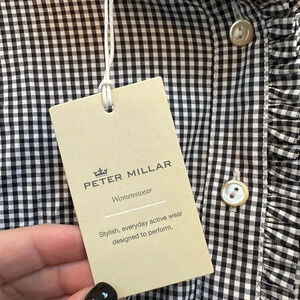 PETER MILLAR
Womenswear
Stylish, everyday active wear
designed to perform.